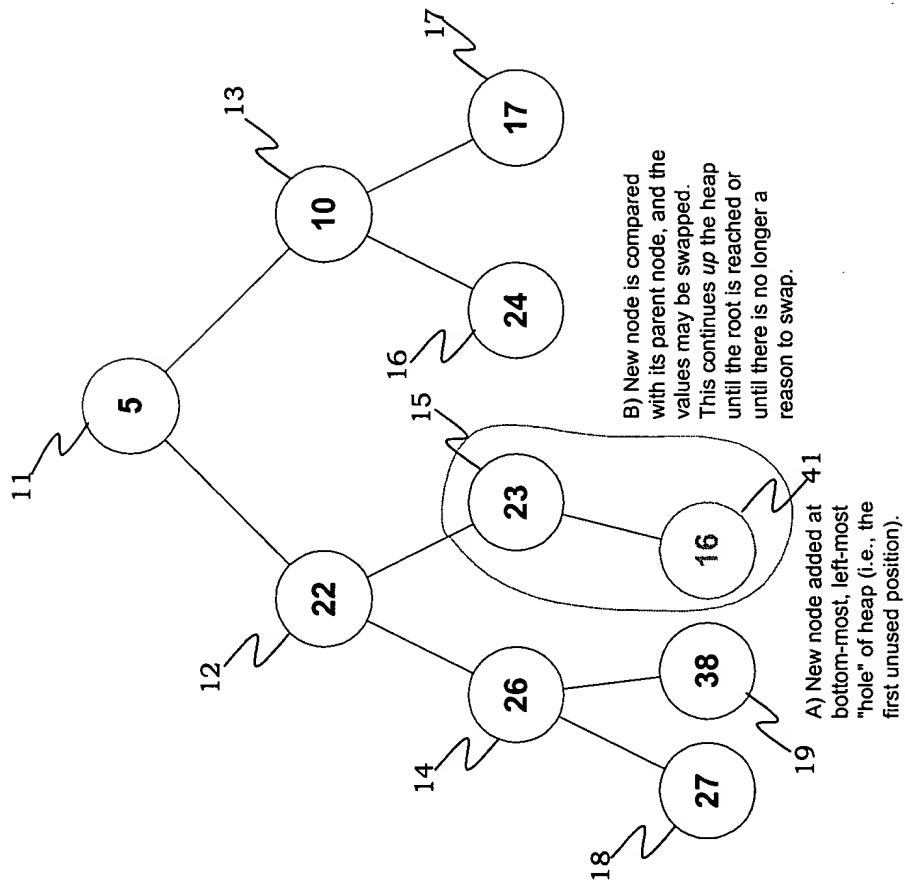 11
5
13
10
12
22
17
17
16
24
15
23
14
26
41
16
18
27
19
38
B) New node is compared
with its parent node, and the
values may be swapped.
This continues up the heap
until the root is reached or
until there is no longer a
reason to swap.
A) New node added at
bottom-most, left-most
"hole" of heap (i.e., the
first unused position).